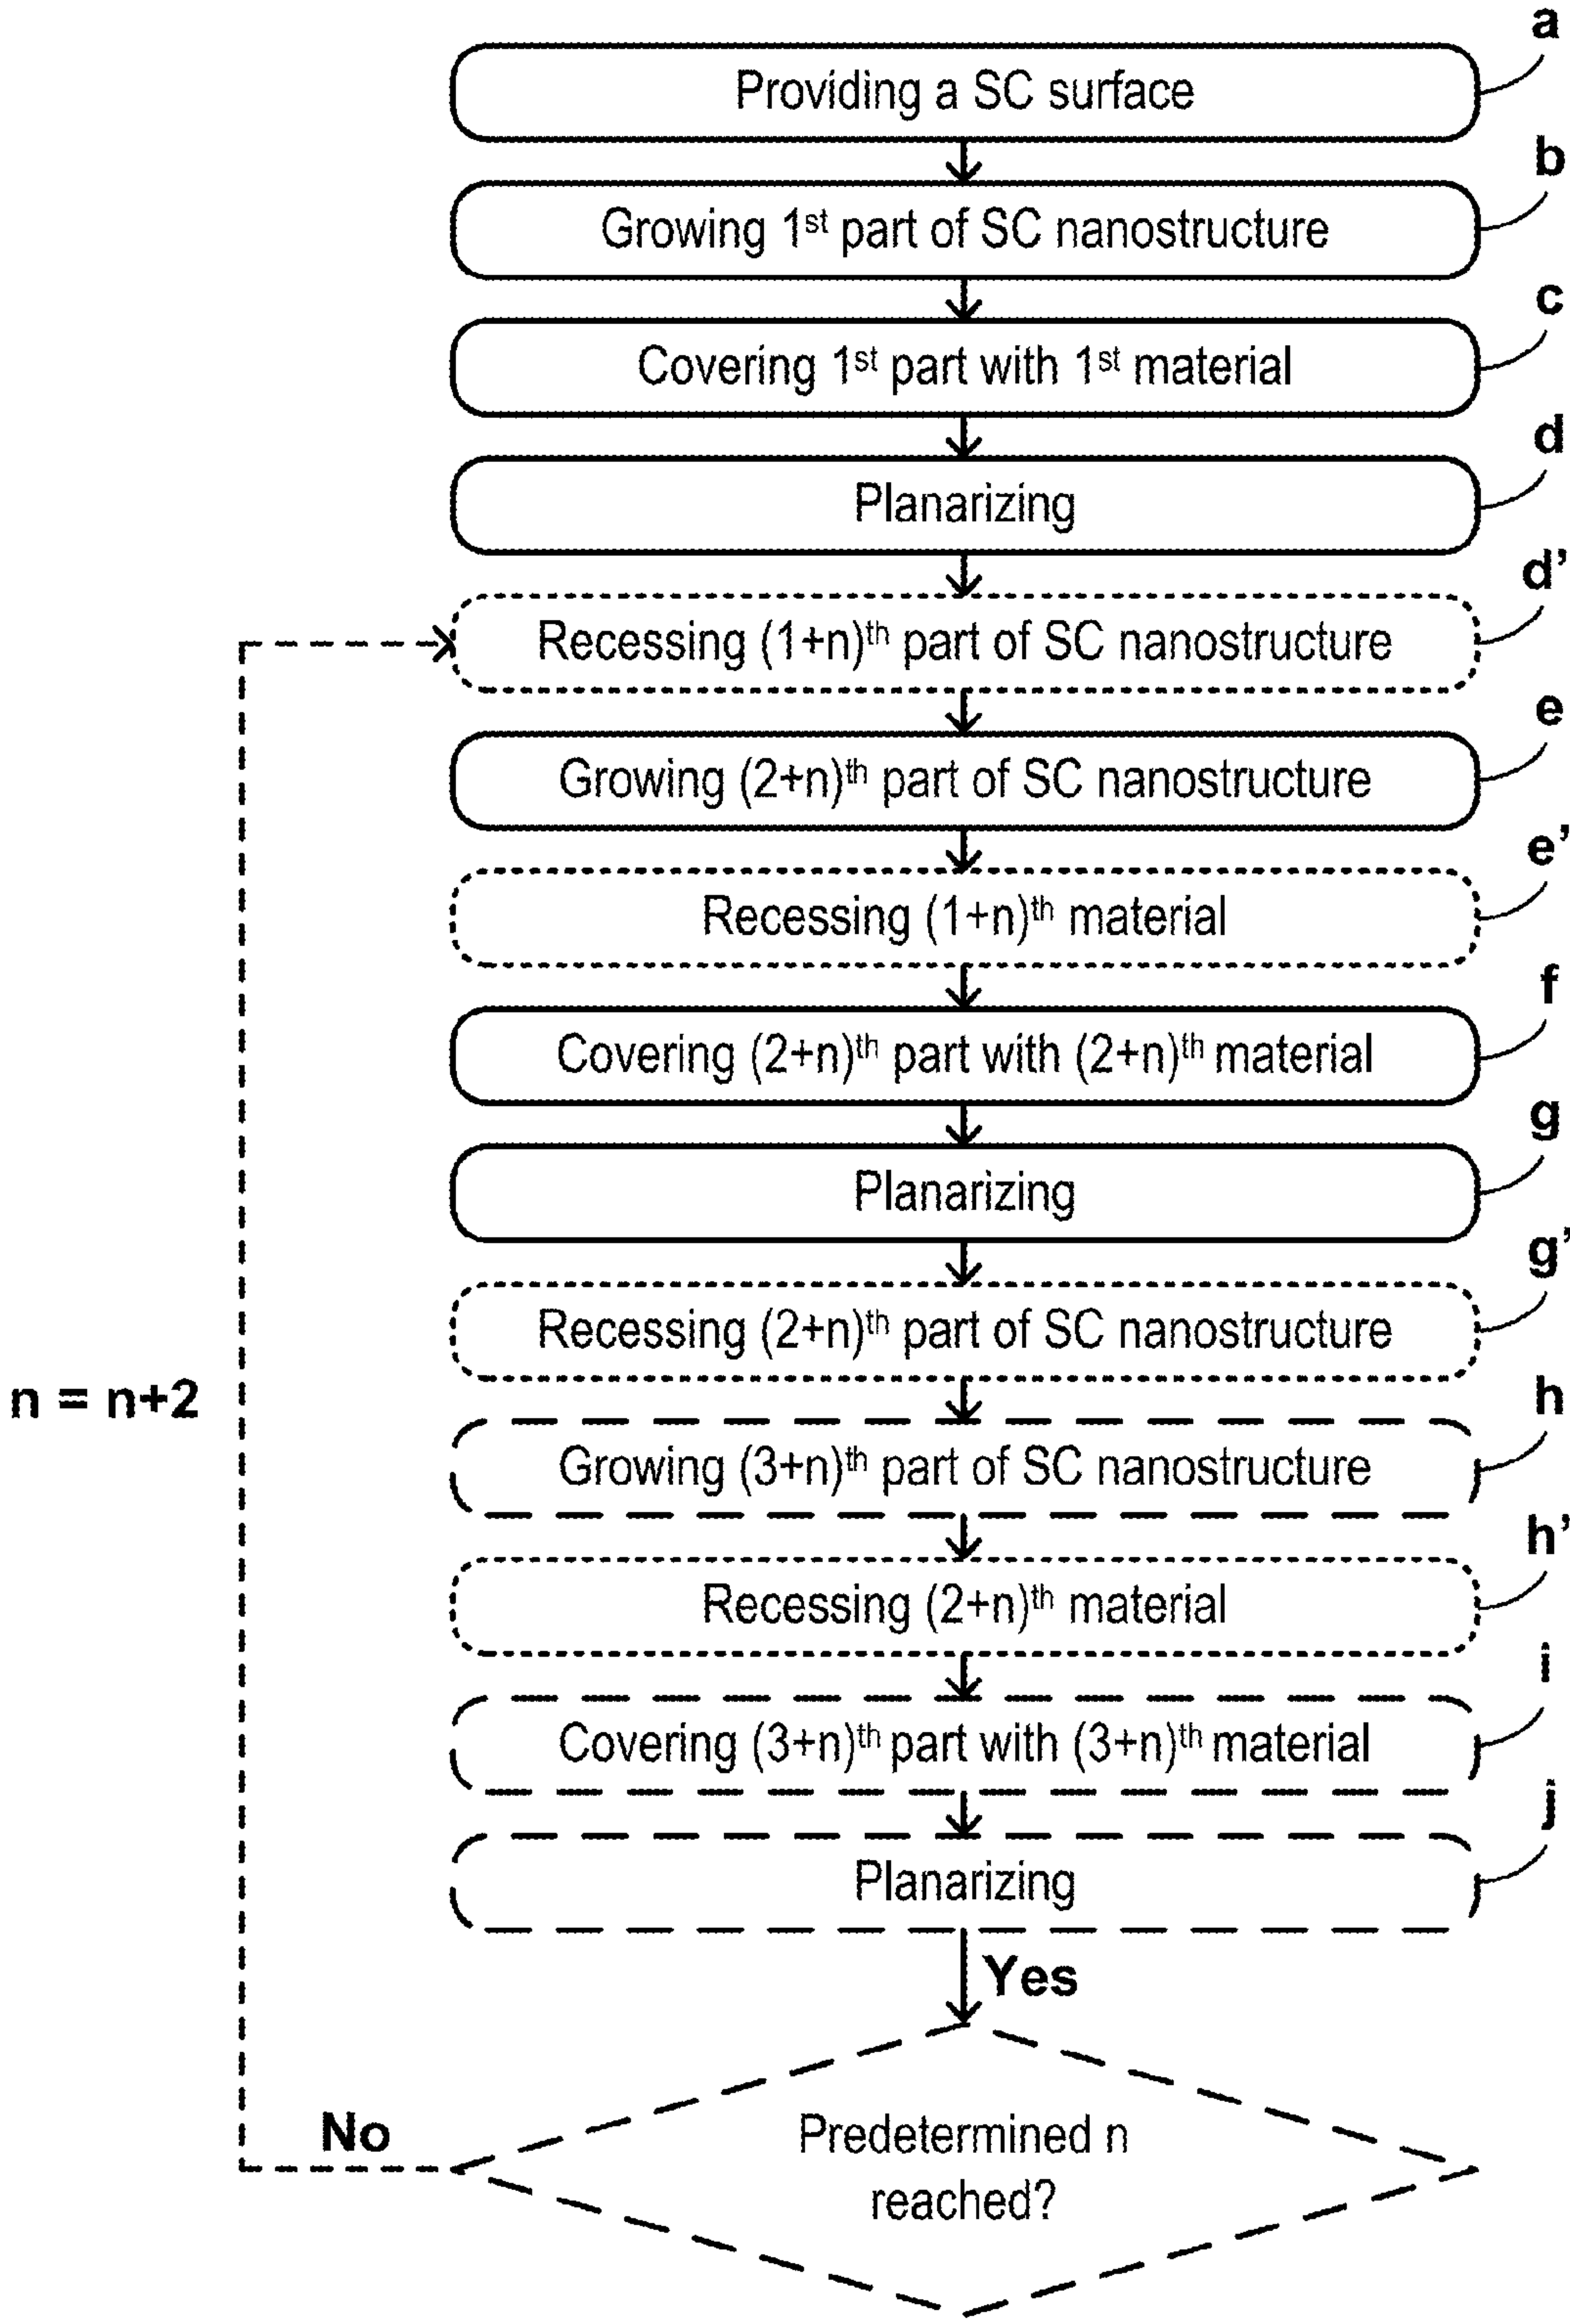 a
Providing a SC surface
b
Growing 1st part of SC nanostructure
c
Covering 1st part with 1st material
d
Planarizing
d’
Recessing (1+n)th part of SC nanostructure
e
Growing (2+n)th part of SC nanostructure
e’
Recessing (1+n)th material
f
Covering (2+n)th part with (2+n)th material
g
Planarizing
g’
Recessing (2+n)th part of SC nanostructure
n = n+2
h
Growing (3+n)th part of SC nanostructure
h’
Recessing (2+n)th material
i
Covering (3+n)th part with (3+n)th material
j
Planarizing
Yes
No
Predetermined n
reached?